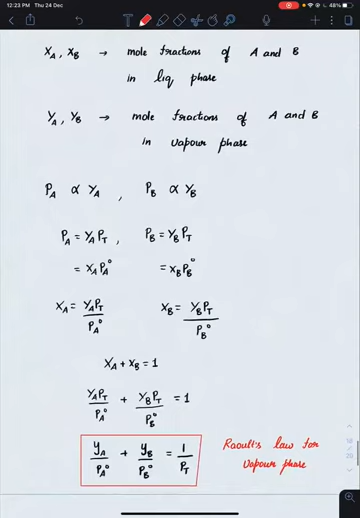 12:23 PM Thu 24 Dec
48%
X_A, X_B → mole fractions of A and B
in liq phase
Y_A, Y_B → mole fractions of A and B
in vapour phase
P_A ∝ Y_A , P_B ∝ Y_B
P_A = Y_A P_T , P_B = Y_B P_T
= X_A P_A° = X_B P_B°
X_A = Y_A P_T / P_A° X_B = Y_B P_T / P_B°
X_A + X_B = 1
Y_A P_T / P_A° + Y_B P_T / P_B° = 1
Y_A / P_A° + Y_B / P_B° = 1 / P_T
Raoult's law for
vapour phase